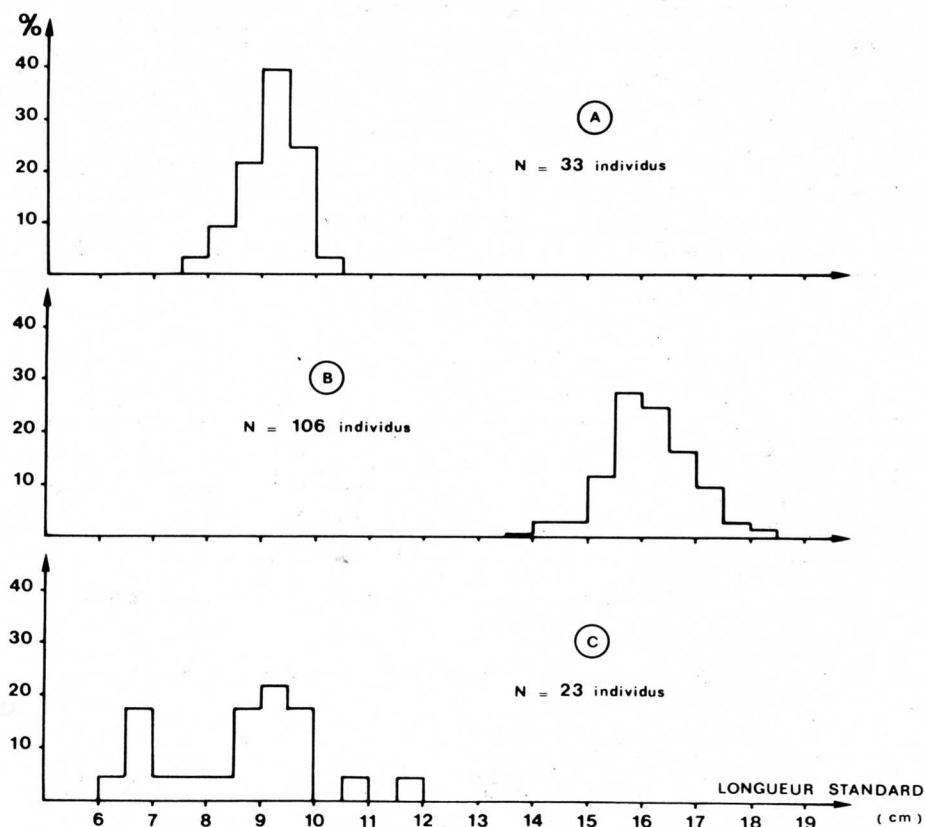 %
40
30
20
10
A
N = 33 individus
40
30
20
10
B
N = 106 individus
40
30
20
10
C
N = 23 individus
LONGUEUR STANDARD
6 7 8 9 10 11 12 13 14 15 16 17 18 19 (cm)